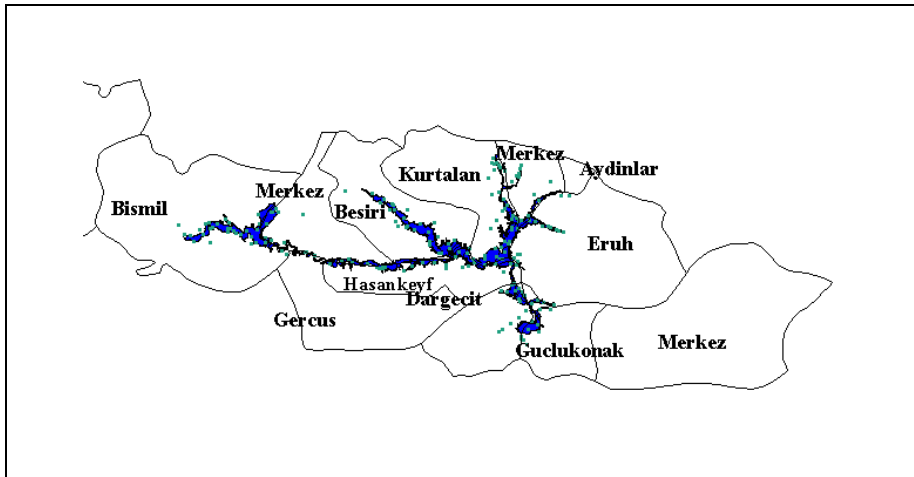 Merkez
Aydinlar
Kurtalan
Merkez
Bismil
Besiri
Eruh
Hasankeyf
Dargecit
Gercus
Guclukonak
Merkez